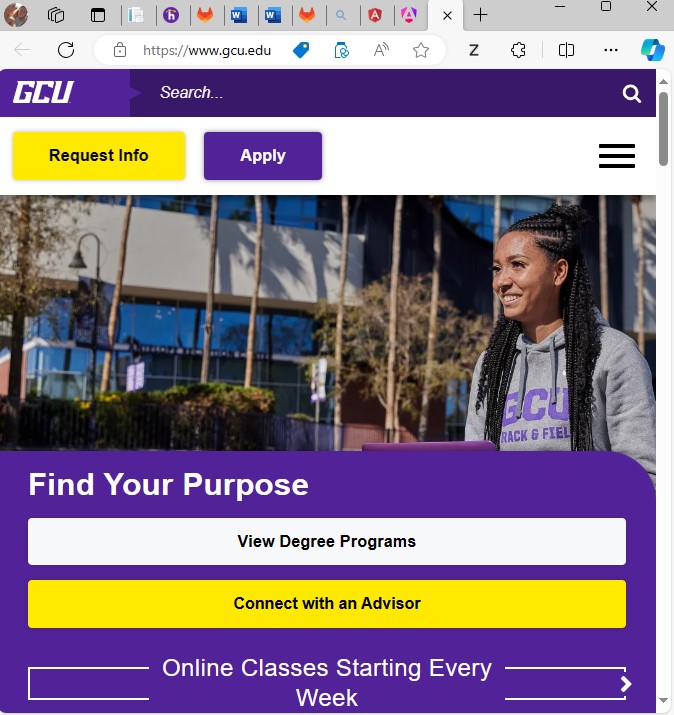 https://www.gcu.edu
GCU
Search...
Request Info
Apply
GCU
TRACK & FIELD
Find Your Purpose
View Degree Programs
Connect with an Advisor
Online Classes Starting Every
Week